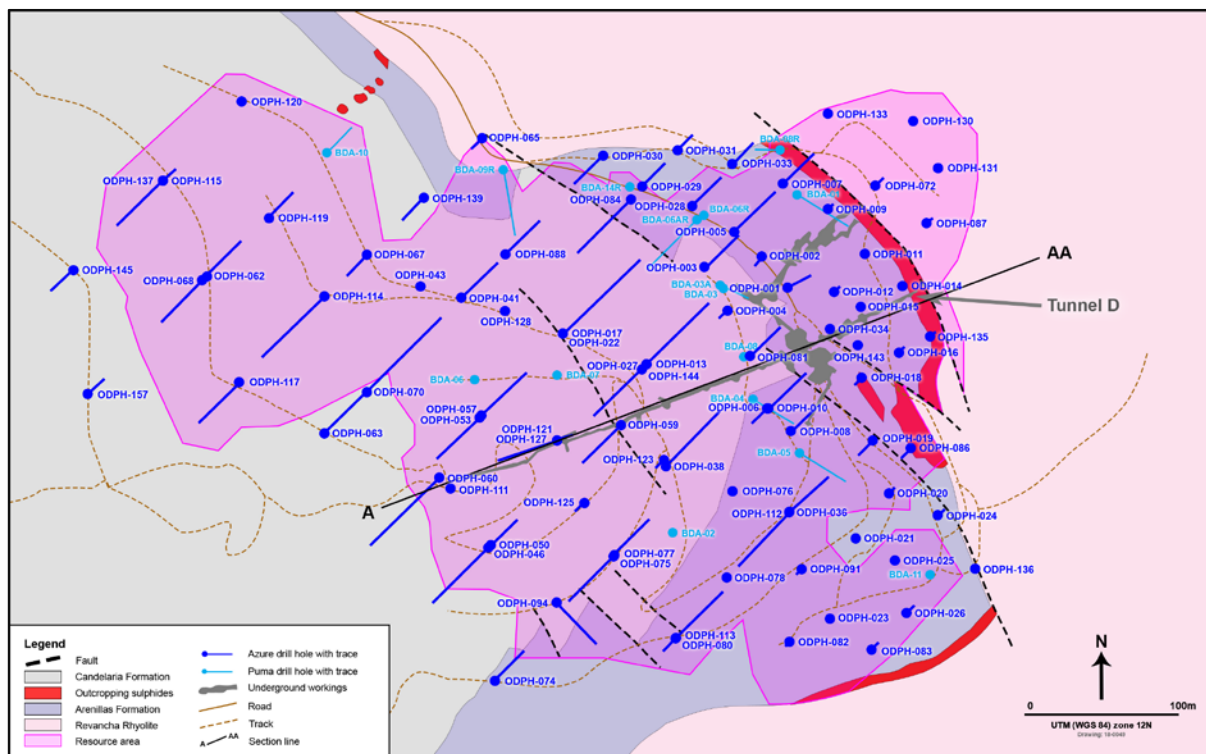 ODPH-120
ODPH-065
ODPH-133
ODPH-130
BDA-10
BDA-09R
ODPH-030
ODPH-031
BDA-08R
ODPH-033
ODPH-131
ODPH-137
ODPH-115
ODPH-139
BDA-14R
ODPH-029
ODPH-007
ODPH-072
ODPH-084
ODPH-028
ODPH-009
ODPH-119
BDA-06R
BDA-06AR
ODPH-087
ODPH-005
ODPH-067
ODPH-088
ODPH-002
ODPH-011
AA
ODPH-145
ODPH-062
ODPH-068
ODPH-003
ODPH-043
BDA-03A
BDA-03
ODPH-001
ODPH-012
ODPH-014
ODPH-114
ODPH-041
ODPH-128
ODPH-004
ODPH-015
Tunnel D
ODPH-017
ODPH-022
ODPH-034
ODPH-135
ODPH-143
ODPH-016
BDA-08
ODPH-081
ODPH-027
ODPH-013
ODPH-144
BDA-06
BDA-07
ODPH-018
ODPH-117
ODPH-070
ODPH-157
BDA-04
ODPH-057
ODPH-053
ODPH-006
ODPH-010
ODPH-063
ODPH-059
ODPH-008
ODPH-121
ODPH-127
ODPH-019
ODPH-086
BDA-05
ODPH-123
ODPH-038
ODPH-060
ODPH-111
A
ODPH-076
ODPH-020
ODPH-125
ODPH-112
ODPH-036
ODPH-024
BDA-02
ODPH-021
ODPH-050
ODPH-046
ODPH-077
ODPH-075
ODPH-025
BDA-11
ODPH-136
ODPH-091
ODPH-078
ODPH-094
ODPH-026
ODPH-023
ODPH-113
ODPH-080
ODPH-082
ODPH-083
ODPH-074
Legend
Fault
Candelaria Formation
Outcropping sulphides
Arenillas Formation
Revancha Rhyolite
Resource area
Azure drill hole with trace
Puma drill hole with trace
Underground workings
Road
Track
A AA Section line
N
0 100m
UTM (WGS 84) zone 12N